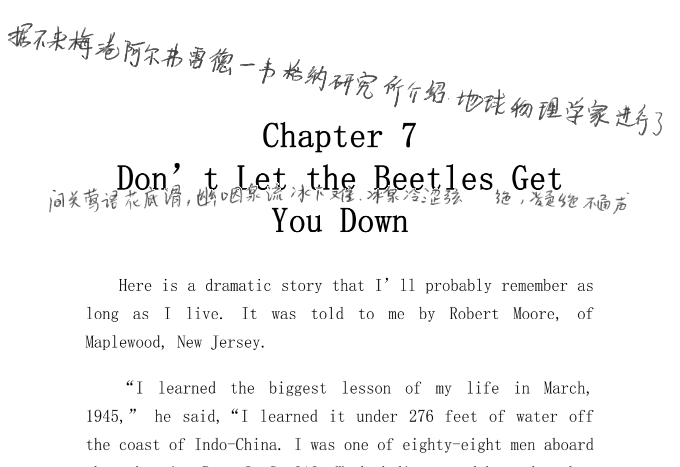 据不来梅港阿尔弗雷德一韦格纳研究所介绍.地球物理学家进行了
Chapter 7
Don't Let the Beetles Get
间关莺语花底滑,幽咽泉流冰下难.冰泉冷涩弦 绝,凝绝不通声
You Down
Here is a dramatic story that I'll probably remember as
long as I live. It was told to me by Robert Moore, of
Maplewood, New Jersey.
“I learned the biggest lesson of my life in March,
1945,” he said,“I learned it under 276 feet of water off
the coast of Indo-China. I was one of eighty-eight men aboard